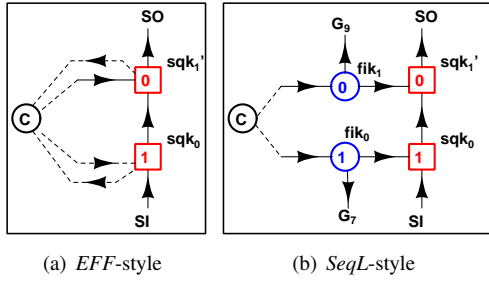 SO
sqk1’
0
C
sqk0
1
SI
(a) EFF-style
G9
SO
fik1
sqk1’
0
0
C
fik0
sqk0
1
1
G7
SI
(b) SeqL-style